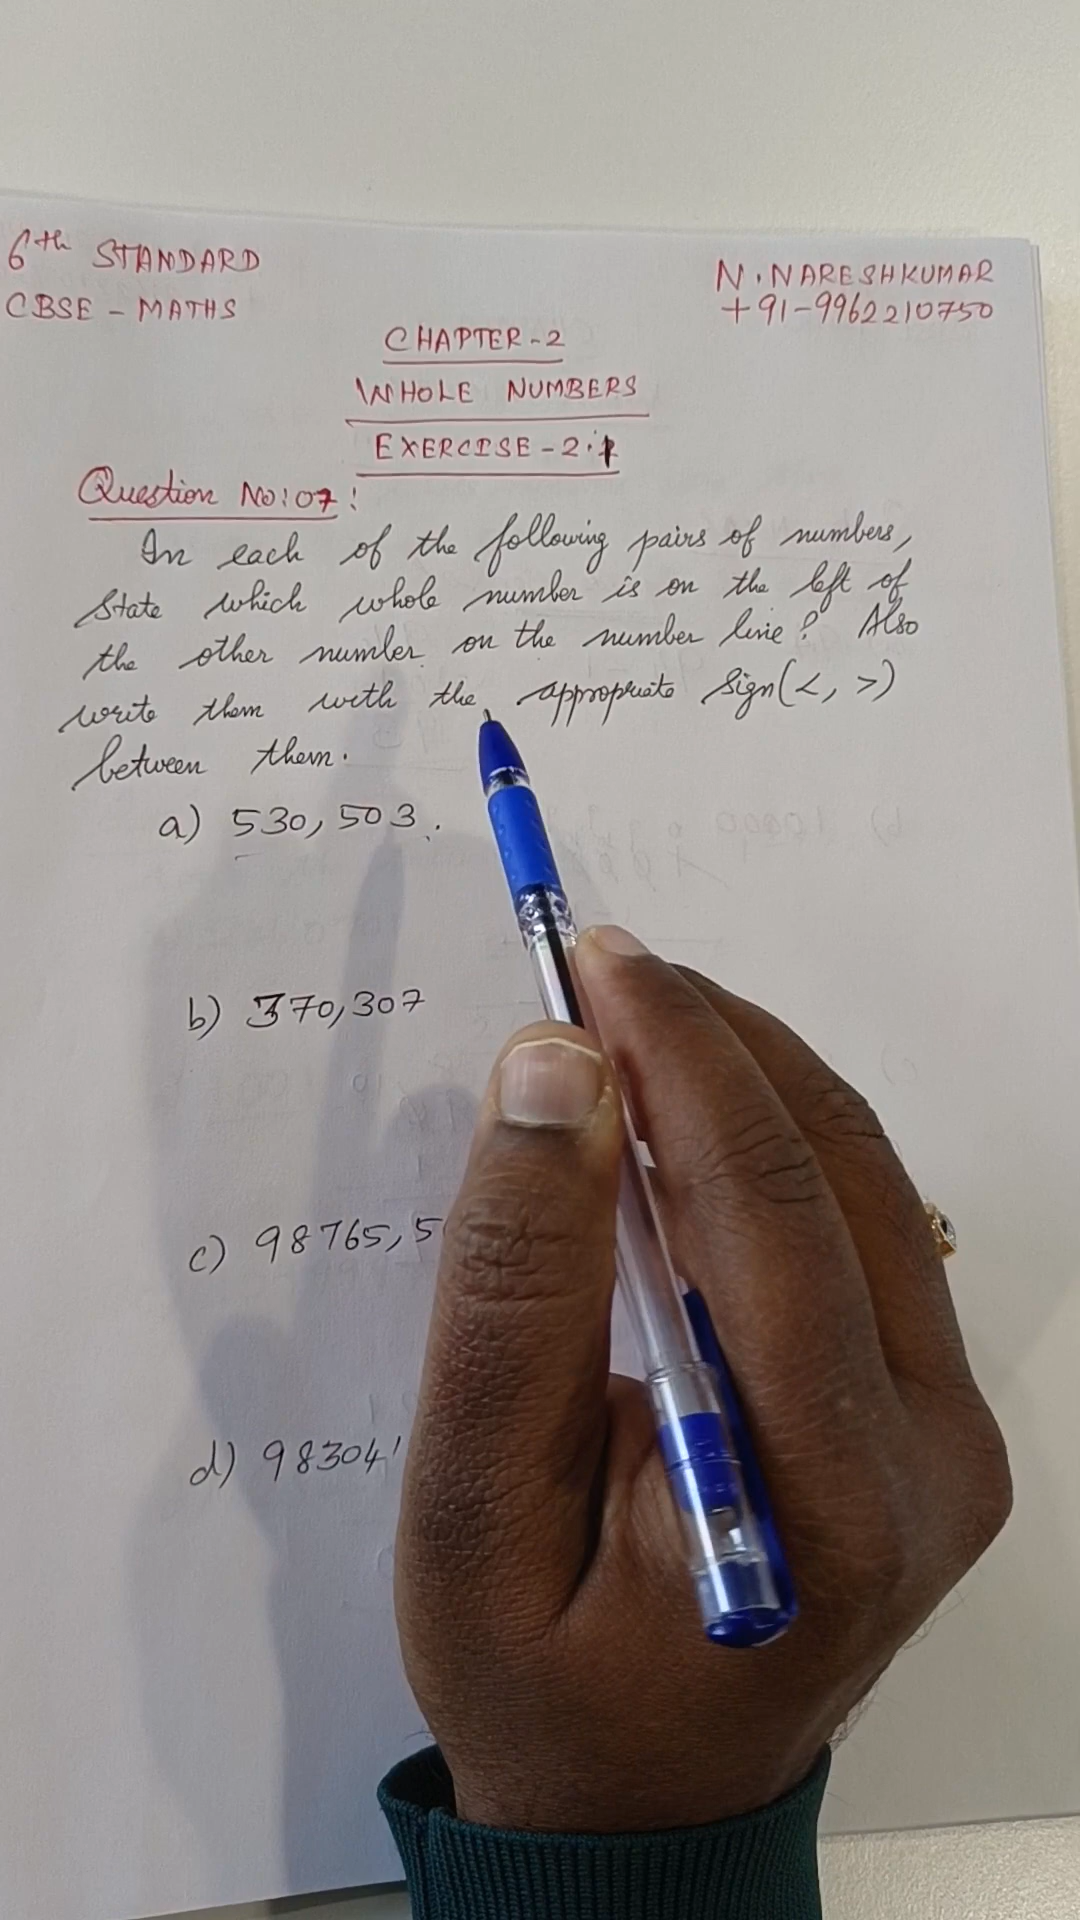 6th STANDARD
CBSE - MATHS
N. NARESHKUMAR
+91-9962210750
CHAPTER-2
WHOLE NUMBERS
EXERCISE-2.1
Question No:07:
In each of the following pairs of numbers,
State which whole number is on the left of
the other number on the number line? Also
write them with the appropriate Sign(<, >)
between them.
a) 530, 503.
b) 370, 307
c) 98765, 5
d) 98304